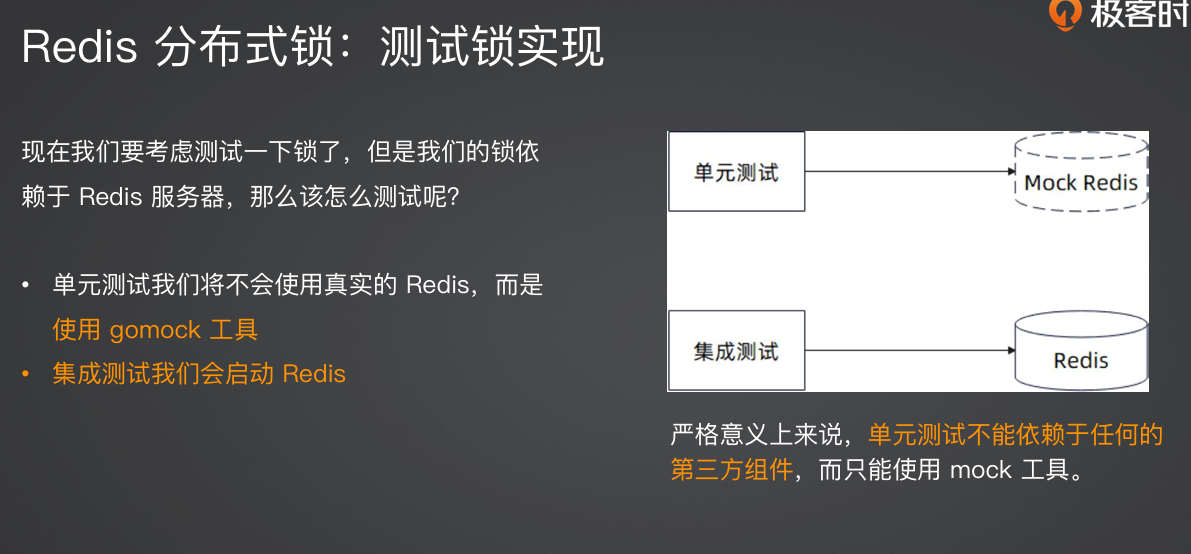 极客时
Redis 分布式锁：测试锁实现
现在我们要考虑测试一下锁了，但是我们的锁依
赖于 Redis 服务器，那么该怎么测试呢？
• 单元测试我们将不会使用真实的 Redis，而是
使用 gomock 工具
• 集成测试我们会启动 Redis
单元测试
Mock Redis
集成测试
Redis
严格意义上来说，单元测试不能依赖于任何的
第三方组件，而只能使用 mock 工具。